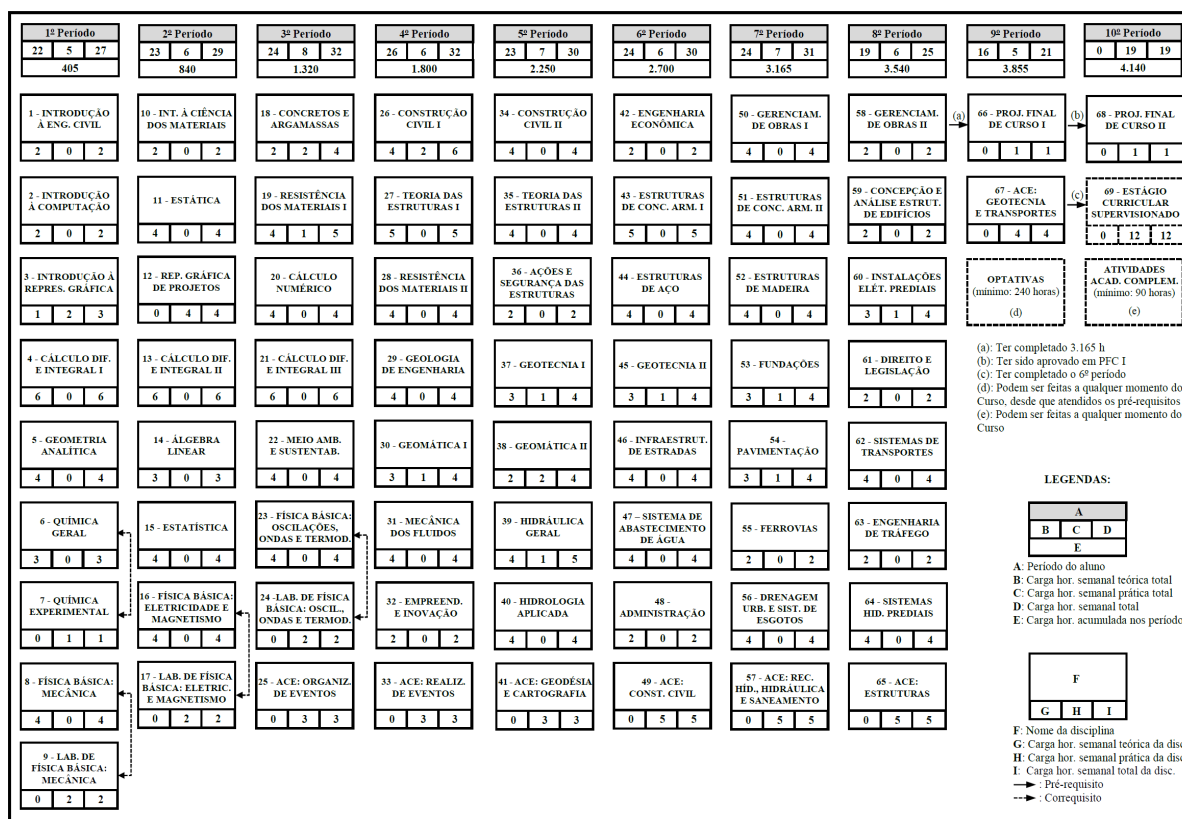 1º Período
22 5 27
405
1 - INTRODUÇÃO
À ENG. CIVIL
2 0 2
2 - INTRODUÇÃO
À COMPUTAÇÃO
2 0 2
3 - INTRODUÇÃO À
REPRES. GRÁFICA
1 2 3
4 - CÁLCULO DIF.
E INTEGRAL I
6 0 6
5 - GEOMETRIA
ANALÍTICA
4 0 4
6 - QUÍMICA
GERAL
3 0 3
7 - QUÍMICA
EXPERIMENTAL
0 1 1
8 - FÍSICA BÁSICA:
MECÂNICA
4 0 4
9 - LAB. DE
FÍSICA BÁSICA:
MECÂNICA
0 2 2
2º Período
23 6 29
840
10 - INT. À CIÊNCIA
DOS MATERIAIS
2 0 2
11 - ESTÁTICA
4 0 4
12 - REP. GRÁFICA
DE PROJETOS
0 4 4
13 - CÁLCULO DIF.
E INTEGRAL II
6 0 6
14 - ÁLGEBRA
LINEAR
3 0 3
15 - ESTATÍSTICA
4 0 4
16 - FÍSICA BÁSICA:
ELETRICIDADE E
MAGNETISMO
4 0 4
17 - LAB. DE FÍSICA
BÁSICA: ELETRIC.
E MAGNETISMO
0 2 2
3º Período
24 8 32
1.320
18 - CONCRETOS E
ARGAMASSAS
2 2 4
19 - RESISTÊNCIA
DOS MATERIAIS I
4 1 5
20 - CÁLCULO
NUMÉRICO
4 0 4
21 - CÁLCULO DIF.
E INTEGRAL III
6 0 6
22 - MEIO AMB.
E SUSTENTAB.
4 0 4
23 - FÍSICA BÁSICA:
OSCILAÇÕES,
ONDAS E TERMOD.
4 0 4
24 -LAB. DE FÍSICA
BÁSICA: OSCIL.,
ONDAS E TERMOD.
0 2 2
25 - ACE: ORGANIZ.
DE EVENTOS
0 3 3
4º Período
26 6 32
1.800
26 - CONSTRUÇÃO
CIVIL I
4 2 6
27 - TEORIA DAS
ESTRUTURAS I
5 0 5
28 - RESISTÊNCIA
DOS MATERIAIS II
4 0 4
29 - GEOLOGIA
DE ENGENHARIA
4 0 4
30 - GEOMÁTICA I
3 1 4
31 - MECÂNICA
DOS FLUIDOS
4 0 4
32 - EMPREEND.
E INOVAÇÃO
2 0 2
33 - ACE: REALIZ.
DE EVENTOS
0 3 3
5º Período
23 7 30
2.250
34 - CONSTRUÇÃO
CIVIL II
4 0 4
35 - TEORIA DAS
ESTRUTURAS II
4 0 4
36 - AÇÕES E
SEGURANÇA DAS
ESTRUTURAS
2 0 2
37 - GEOTECNIA I
3 1 4
38 - GEOMÁTICA II
2 2 4
39 - HIDRÁULICA
GERAL
4 1 5
40 - HIDROLOGIA
APLICADA
4 0 4
41 - ACE: GEODÉSIA
E CARTOGRAFIA
0 3 3
6º Período
24 6 30
2.700
42 - ENGENHARIA
ECONÔMICA
2 0 2
43 - ESTRUTURAS
DE CONC. ARM. I
5 0 5
44 - ESTRUTURAS
DE AÇO
4 0 4
45 - GEOTECNIA II
3 1 4
46 - INFRAESTRUT.
DE ESTRADAS
4 0 4
47 – SISTEMA DE
ABASTECIMENTO
DE ÁGUA
4 0 4
48 -
ADMINISTRAÇÃO
2 0 2
49 - ACE:
CONST. CIVIL
0 5 5
7º Período
24 7 31
3.165
50 - GERENCIAM.
DE OBRAS I
4 0 4
51 - ESTRUTURAS
DE CONC. ARM. II
4 0 4
52 - ESTRUTURAS
DE MADEIRA
4 0 4
53 - FUNDAÇÕES
3 1 4
54 -
PAVIMENTAÇÃO
3 1 4
55 - FERROVIAS
2 0 2
56 - DRENAGEM
URB. E SIST. DE
ESGOTOS
4 0 4
57 - ACE: REC.
HÍD., HIDRÁULICA
E SANEAMENTO
0 5 5
8º Período
19 6 25
3.540
58 - GERENCIAM.
DE OBRAS II
2 0 2
59 - CONCEPÇÃO E
ANÁLISE ESTRUT.
DE EDIFÍCIOS
2 0 2
60 - INSTALAÇÕES
ELÉT. PREDIAIS
3 1 4
61 - DIREITO E
LEGISLAÇÃO
2 0 2
62 - SISTEMAS DE
TRANSPORTES
4 0 4
63 - ENGENHARIA
DE TRÁFEGO
2 0 2
64 - SISTEMAS
HID. PREDIAIS
4 0 4
65 - ACE:
ESTRUTURAS
0 5 5
9º Período
16 5 21
3.855
(a)
66 - PROJ. FINAL
DE CURSO I
0 1 1
67 - ACE:
GEOTECNIA
E TRANSPORTES
0 4 4
OPTATIVAS
(mínimo: 240 horas)
(d)
10º Período
0 19 19
4.140
(b)
68 - PROJ. FINAL
DE CURSO II
0 1 1
(c)
69 - ESTÁGIO
CURRICULAR
SUPERVISIONADO
0 12 12
ATIVIDADES
ACAD. COMPLEM.
(mínimo: 90 horas)
(e)
(a): Ter completado 3.165 h
(b): Ter sido aprovado em PFC I
(c): Ter completado o 6º período
(d): Podem ser feitas a qualquer momento do
Curso, desde que atendidos os pré-requisitos
(e): Podem ser feitas a qualquer momento do
Curso
LEGENDAS:
A
B C D
E
A: Período do aluno
B: Carga hor. semanal teórica total
C: Carga hor. semanal prática total
D: Carga hor. semanal total
E: Carga hor. acumulada nos período
F
G H I
F: Nome da disciplina
G: Carga hor. semanal teórica da disc
H: Carga hor. semanal prática da disc
I: Carga hor. semanal total da disc.
: Pré-requisito
: Correquisito